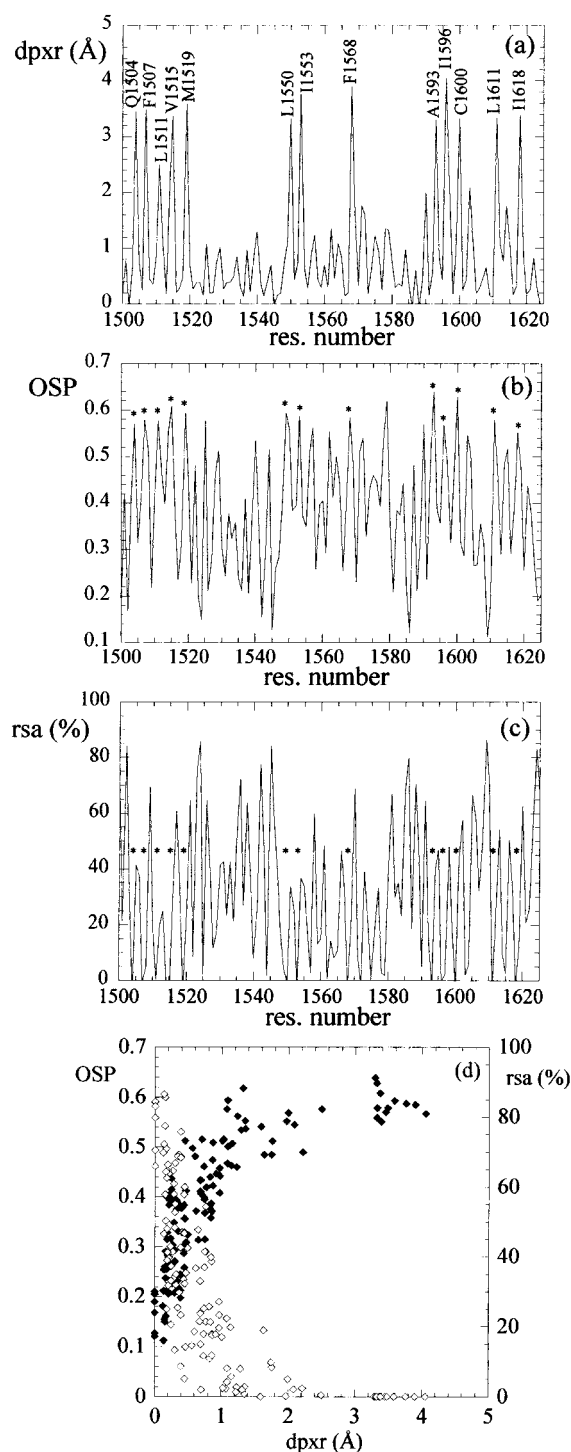 dpxr (Å)
(a)
5
4
3
2
1
0
Q1504
F1507
L1511
V1515
M1519
L1550
I1553
F1568
A1593
I1596
C1600
L1611
I1618
1500 1520 1540 1560 1580 1600 1620
res. number
OSP
(b)
0.7
0.6
0.5
0.4
0.3
0.2
0.1
* * * * * * * * * * * * *
1500 1520 1540 1560 1580 1600 1620
res. number
rsa (%)
(c)
100
80
60
40
20
0
* * * * * * * * * * * * *
1500 1520 1540 1560 1580 1600 1620
res. number
OSP
(d)
rsa (%)
0.7
0.6
0.5
0.4
0.3
0.2
0.1
0
100
80
60
40
20
0
0 1 2 3 4 5
dpxr (Å)